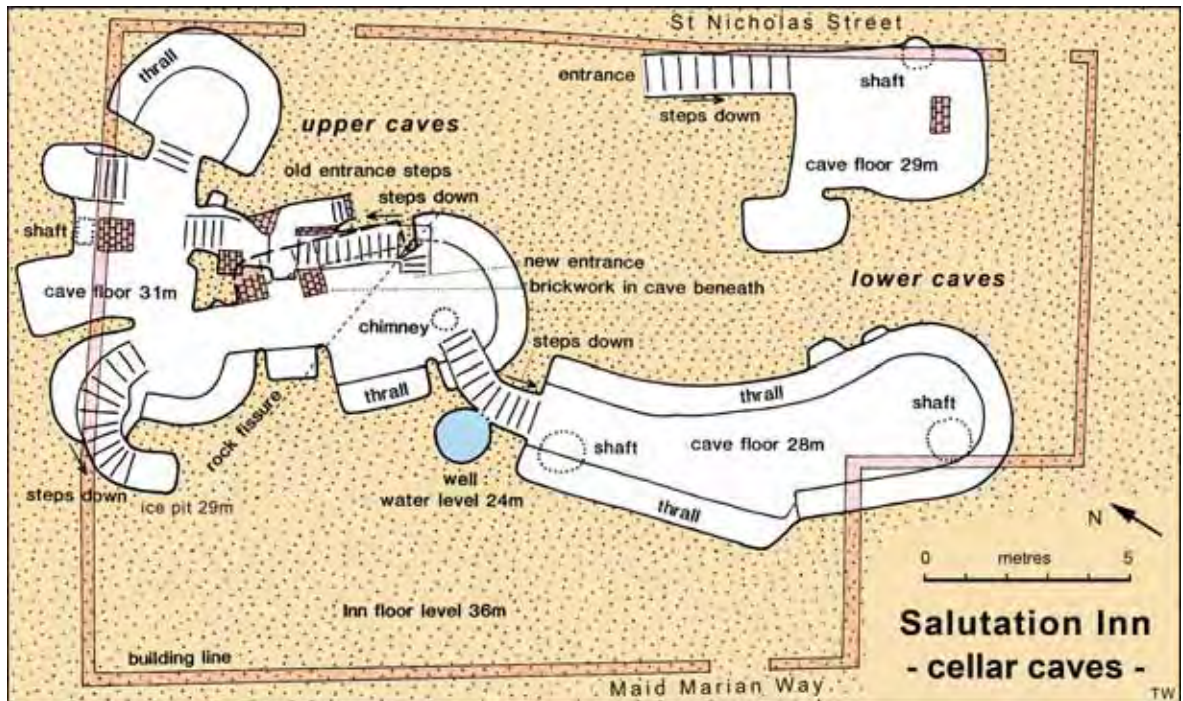 St Nicholas Street
thrall
entrance
shaft
steps down
upper caves
old entrance steps
steps down
cave floor 29m
shaft
new entrance
lower caves
cave floor 31m
brickwork in cave beneath
chimney
steps down
thrall
thrall
shaft
rock fissure
shaft
cave floor 28m
well
water level 24m
steps down
ice pit 29m
thrall
N
0 metres 5
Inn floor level 36m
Salutation Inn
- cellar caves -
building line
Maid Marian Way
TW